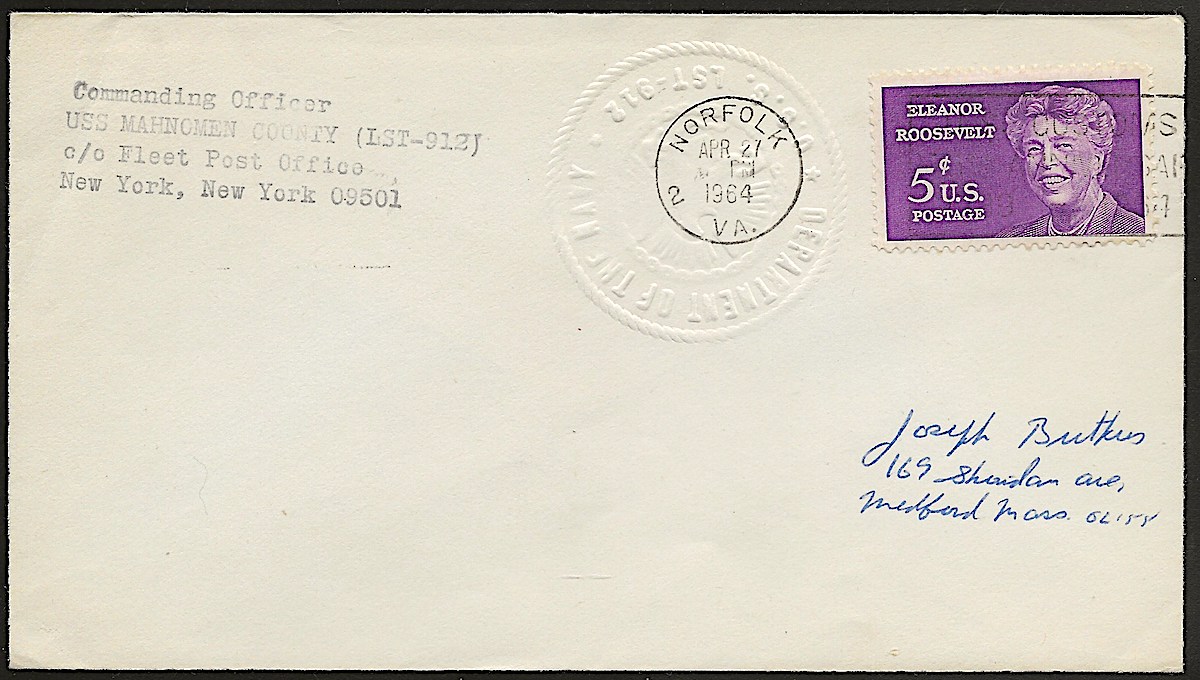 Commanding Officer
USS MAHNOMEN COUNTY (LST-912)
c/o Fleet Post Office
New York, New York 09501
DEPARTMENT OF THE NAVY
U.S.S. LST-912
NORFOLK
APR 27
PM
1964
2
VA.
ELEANOR
ROOSEVELT
5¢ U.S.
POSTAGE
CUSTOMS
Joseph Butkus
169 Sheridan ave,
Medford Mass. 02155